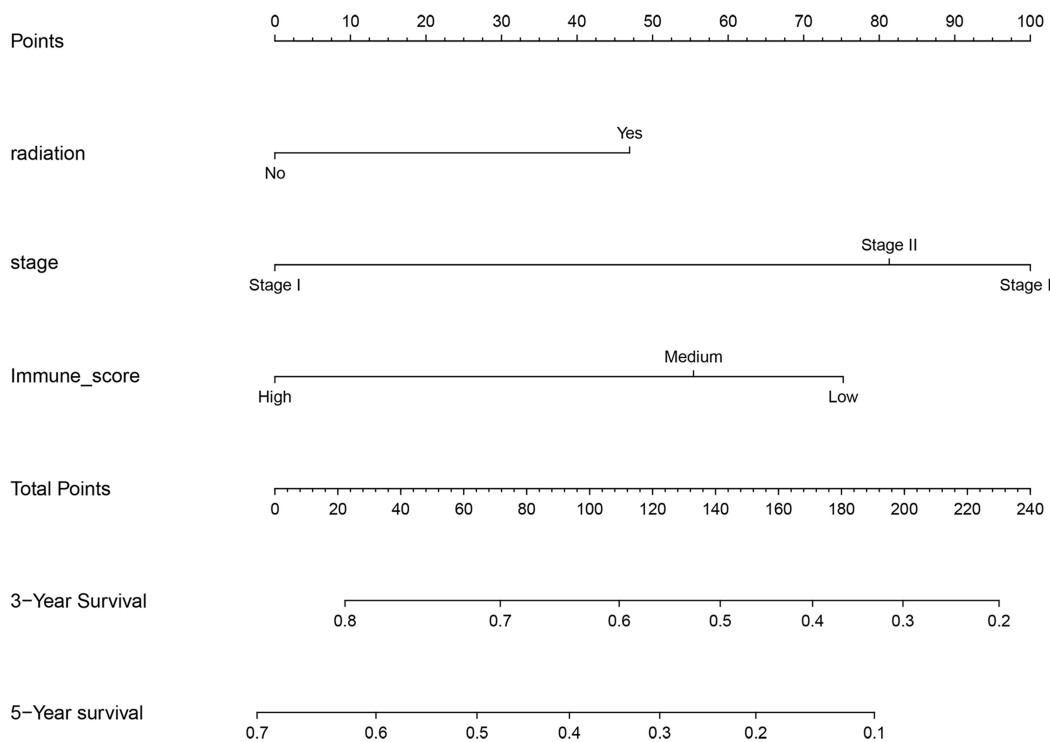 0 10 20 30 40 50 60 70 80 90 100
Points
Yes
radiation
No
Stage II
stage
Stage I Stage I
Medium
Immune_score
High Low
Total Points
0 20 40 60 80 100 120 140 160 180 200 220 240
3−Year Survival
0.8 0.7 0.6 0.5 0.4 0.3 0.2
5−Year survival
0.7 0.6 0.5 0.4 0.3 0.2 0.1